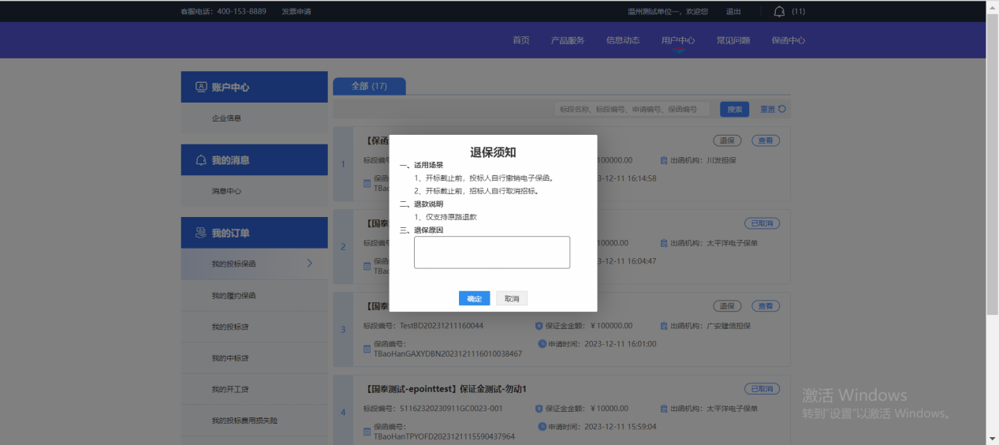 客服电话：400-153-8889 发票申请 温州测试单位一，欢迎您 退出 (11)
首页 产品服务 信息动态 用户中心 常见问题 保函中心
账户中心
企业信息
我的消息
消息中心
我的订单
我的投标保函
我的履约保函
我的投标贷
我的中标贷
我的开工贷
我的投标费用损失险
全部 (17)
标段名称、标段编号、申请编号、保函编号 搜索 重置
1
【保函
退保 查看
标段编号
100000.00 出函机构：川发担保
保函
TBao
3-12-11 16:14:58
2
【国泰
已取消
标段编号
0000.00 出函机构：太平洋电子保单
保函
TBao
3-12-11 16:04:47
退保须知
一、适用场景
1、开标截止前，投标人自行撤销电子保函。
2、开标截止前，招标人自行取消招标。
二、退款说明
1、仅支持原路退款
三、退保原因
确定 取消
3
【国泰
退保 查看
标段编号：TestBD20231211160044 保证金金额：￥100000.00 出函机构：广安建信担保
保函编号：
TBaoHanGAXYDBN2023121116010038467
申请时间：2023-12-11 16:01:00
4
【国泰测试-epointtest】保证金测试-勿动1
已取消
标段编号：51162320230911GC0023-001 保证金金额：￥10000.00 出函机构：太平洋电子保单
保函编号：
TBaoHanTPYOFD2023121115590437964
申请时间：2023-12-11 15:59:04
激活 Windows
转到"设置"以激活 Windows。